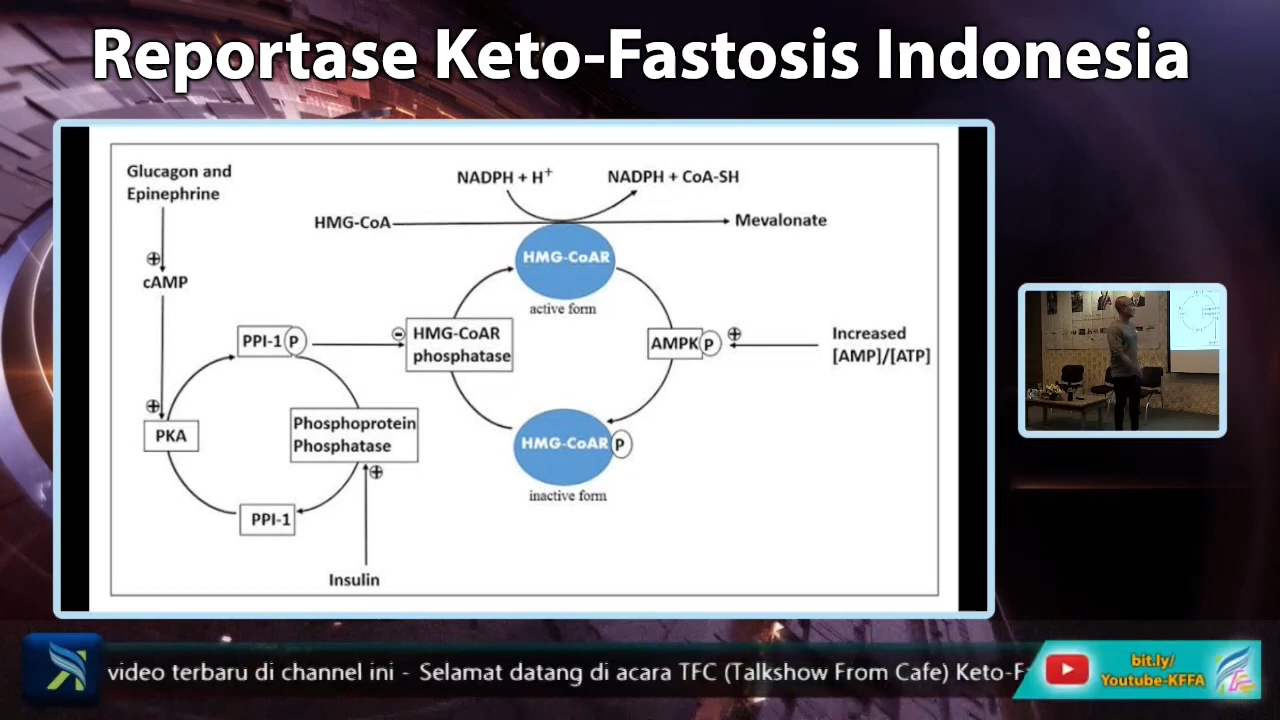 Reportase Keto-Fastosis Indonesia
Glucagon and
Epinephrine
NADPH + H⁺
NADPH + CoA-SH
HMG-CoA
Mevalonate
⊕
cAMP
HMG-CoAR
active form
PPI-1 P
⊖
HMG-CoAR
phosphatase
AMPK P
⊕
Increased
[AMP]/[ATP]
⊕
PKA
Phosphoprotein
Phosphatase
⊕
HMG-CoAR P
inactive form
PPI-1
Insulin
video terbaru di channel ini - Selamat datang di acara TFC (Talkshow From Cafe) Keto-F
bit.ly/
Youtube-KFFA